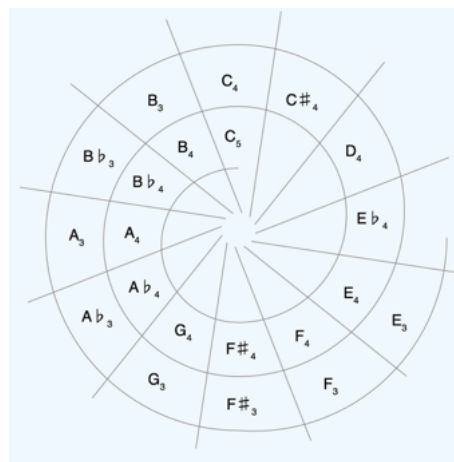 C₄
B₃
C♯₄
C₅
B₄
D₄
B♭₃
B♭₄
E♭₄
A₃
A₄
A♭₄
E₄
A♭₃
E₃
G₄
F₄
F♯₄
G₃
F₃
F♯₃